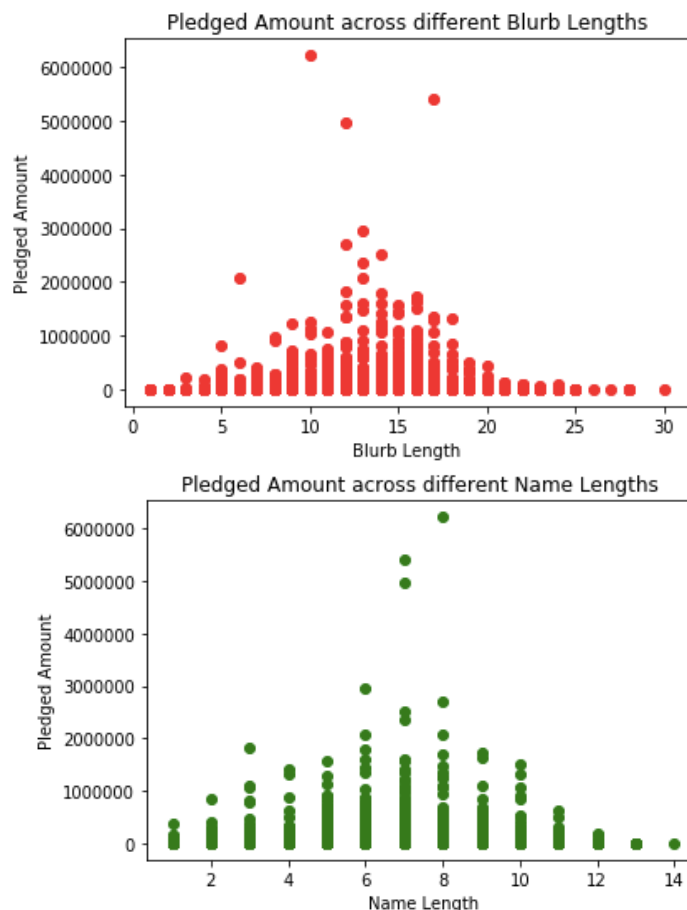 Pledged Amount across different Blurb Lengths
6000000
5000000
4000000
3000000
2000000
1000000
0
Pledged Amount
0 5 10 15 20 25 30
Blurb Length
Pledged Amount across different Name Lengths
6000000
5000000
4000000
3000000
2000000
1000000
0
Pledged Amount
2 4 6 8 10 12 14
Name Length